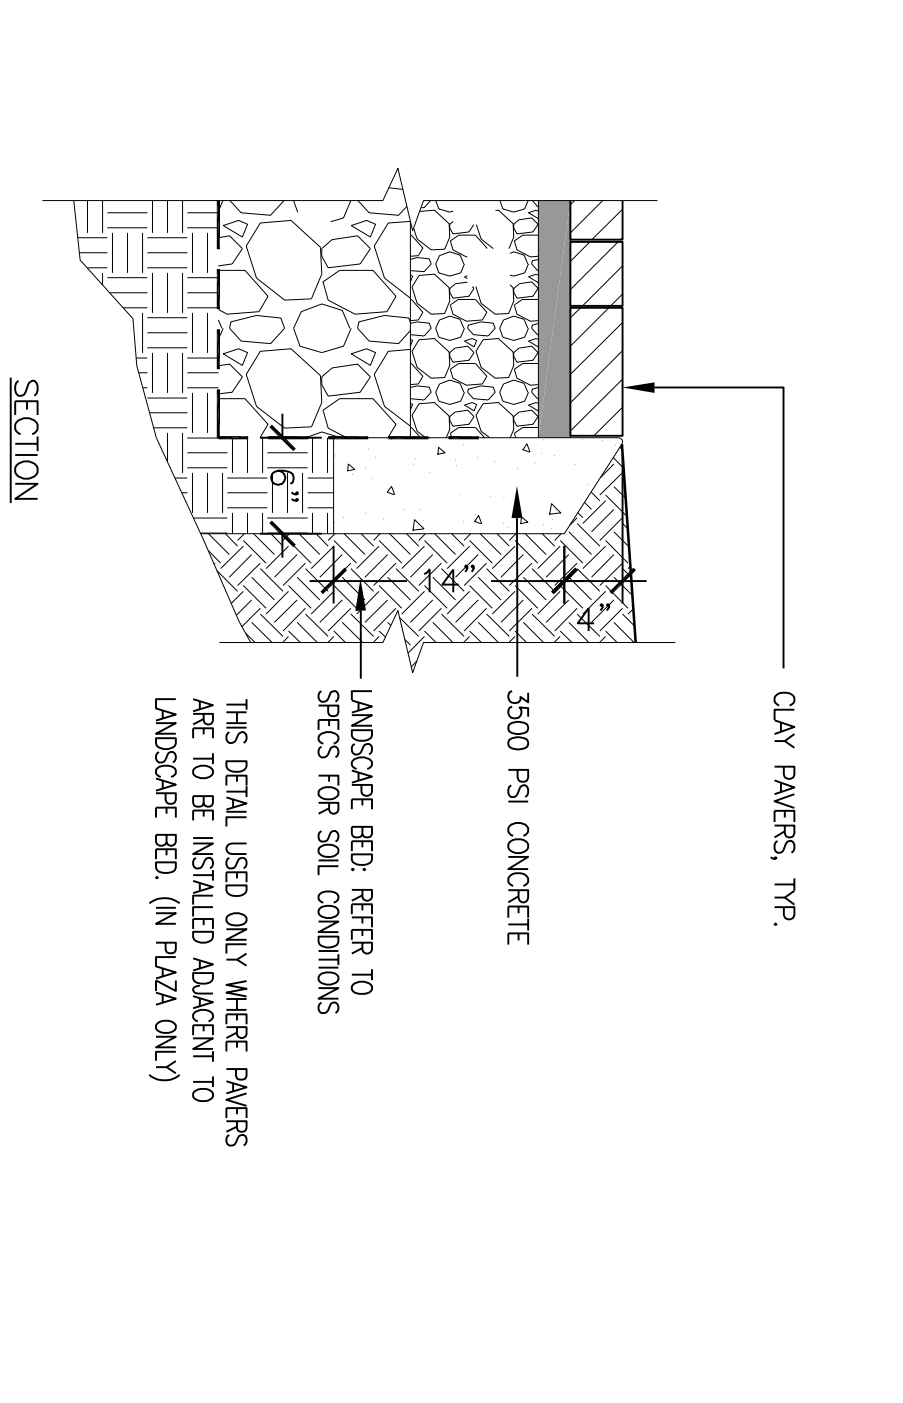 CLAY PAVERS, TYP.
3500 PSI CONCRETE
4”
14”
LANDSCAPE BED: REFER TO
SPECS FOR SOIL CONDITIONS
6”
THIS DETAIL USED ONLY WHERE PAVERS
ARE TO BE INSTALLED ADJACENT TO
LANDSCAPE BED. (IN PLAZA ONLY)
SECTION